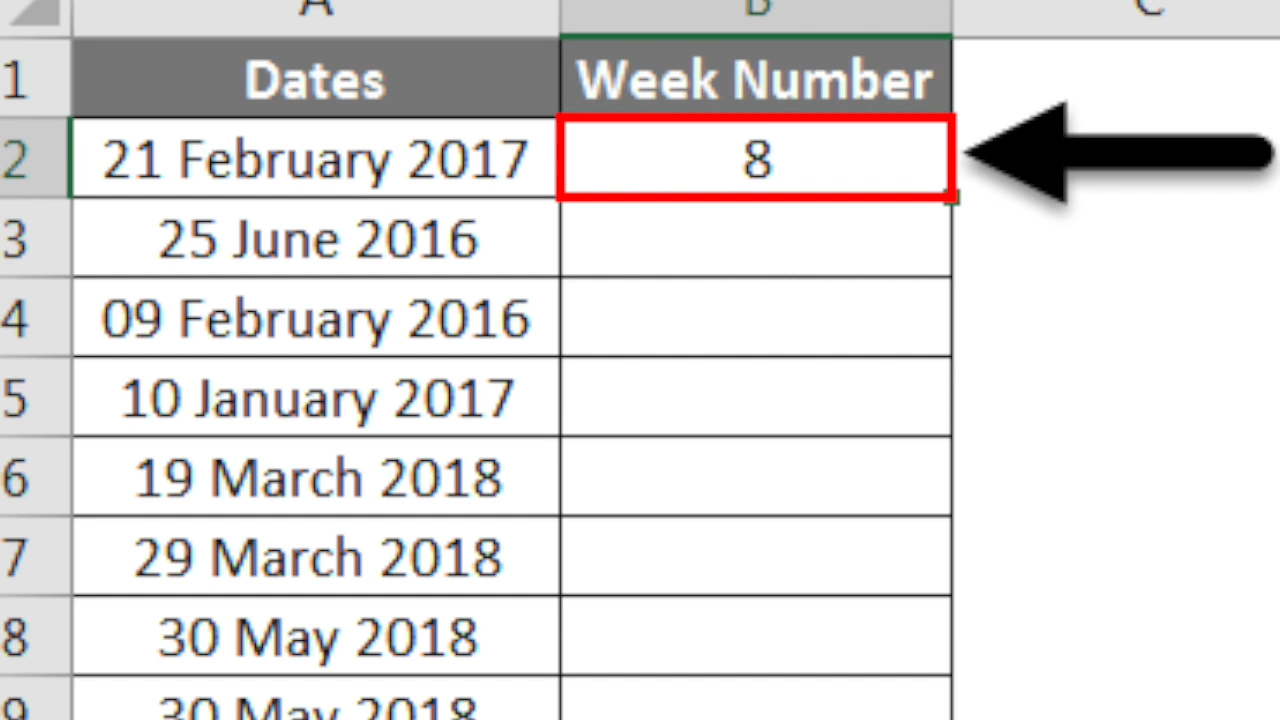 A B C
1 Dates Week Number
2 21 February 2017 8
3 25 June 2016
4 09 February 2016
5 10 January 2017
6 19 March 2018
7 29 March 2018
8 30 May 2018
9 30 May 2018